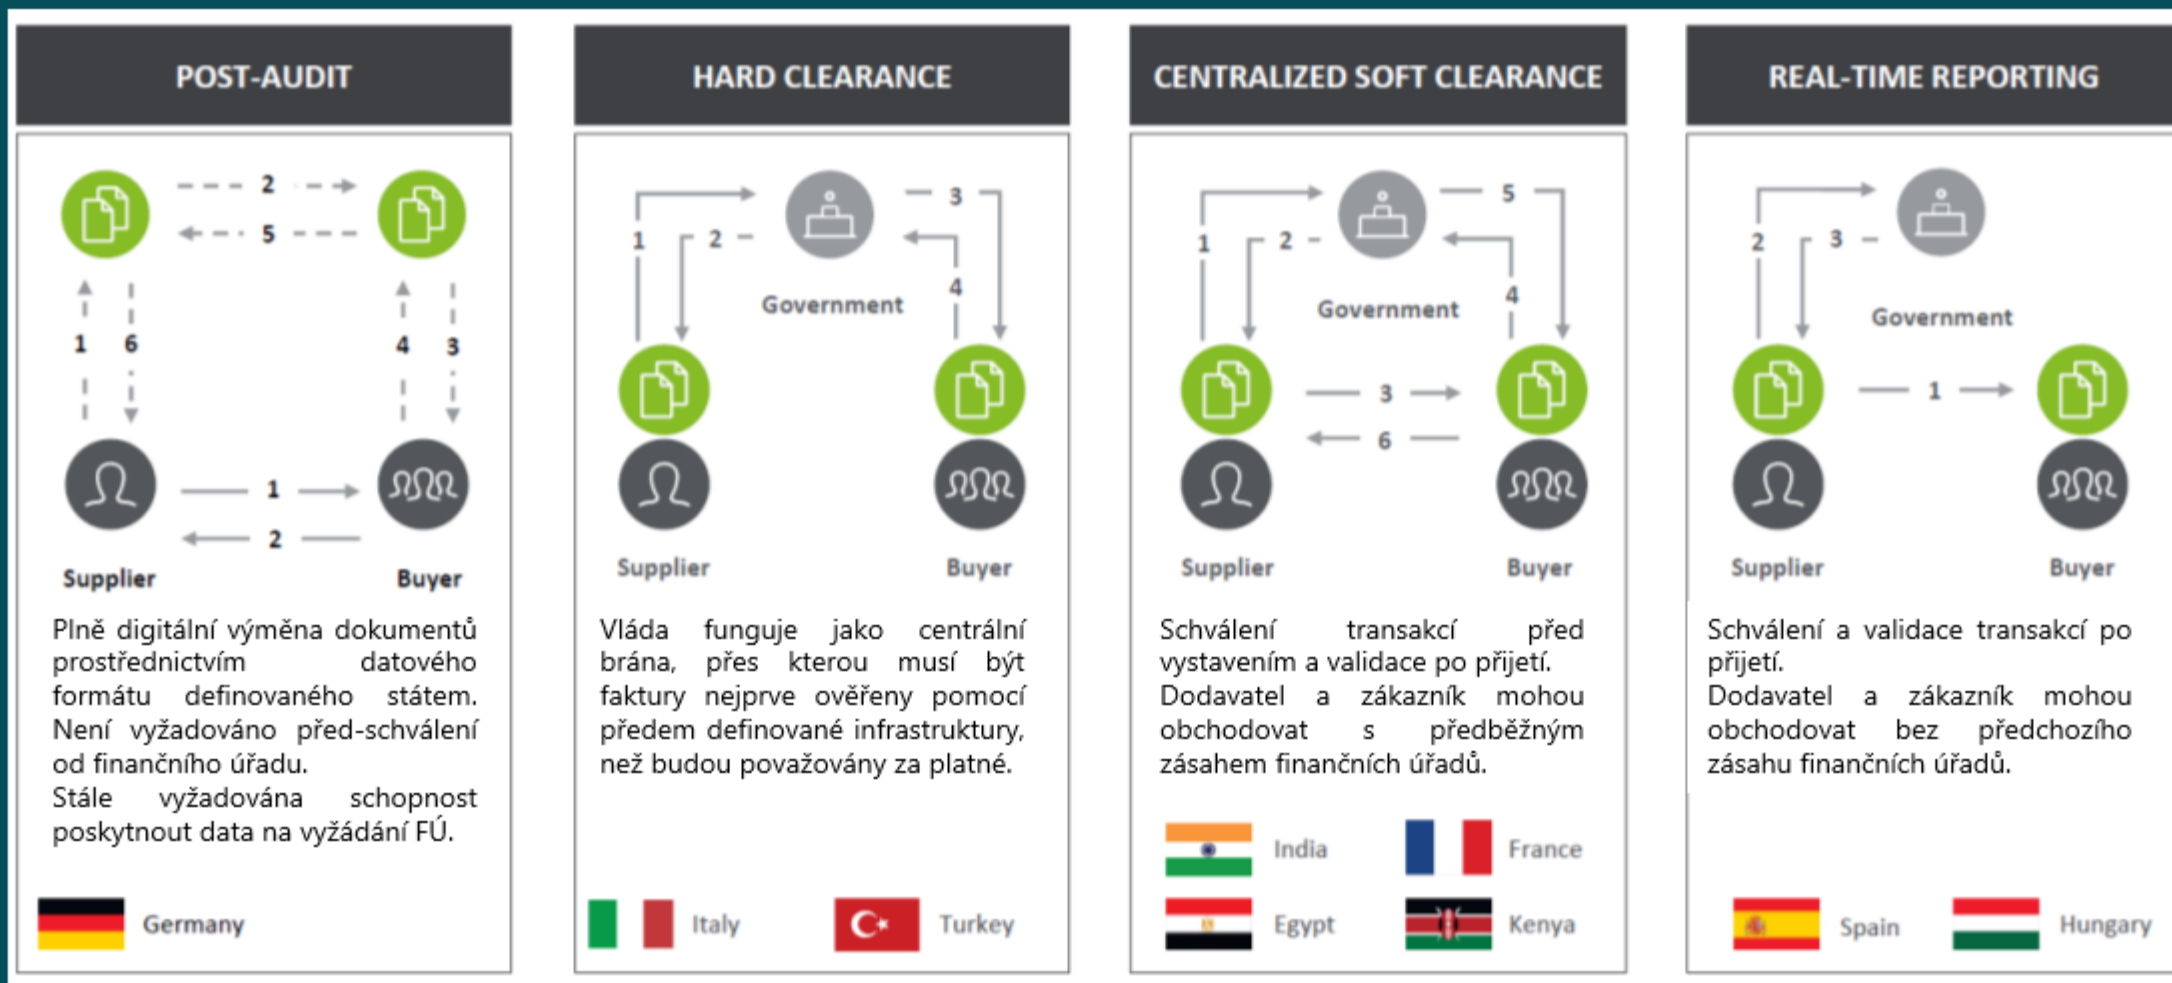 POST-AUDIT
2
5
1
6
4
3
1
2
Supplier
Buyer
Plně digitální výměna dokumentů
prostřednictvím datového
formátu definovaného státem.
Není vyžadováno před-schválení
od finančního úřadu.
Stále vyžadována schopnost
poskytnout data na vyžádání FÚ.
Germany
HARD CLEARANCE
3
1
2
4
Government
Supplier
Buyer
Vláda funguje jako centrální
brána, přes kterou musí být
faktury nejprve ověřeny pomocí
předem definované infrastruktury,
než budou považovány za platné.
Italy
Turkey
CENTRALIZED SOFT CLEARANCE
5
1
2
4
Government
3
6
Supplier
Buyer
Schválení transakcí před
vystavením a validace po přijetí.
Dodavatel a zákazník mohou
obchodovat s předběžným
zásahem finančních úřadů.
India
France
Egypt
Kenya
REAL-TIME REPORTING
2
3
Government
1
Supplier
Buyer
Schválení a validace transakcí po
přijetí.
Dodavatel a zákazník mohou
obchodovat bez předchozího
zásahu finančních úřadů.
Spain
Hungary